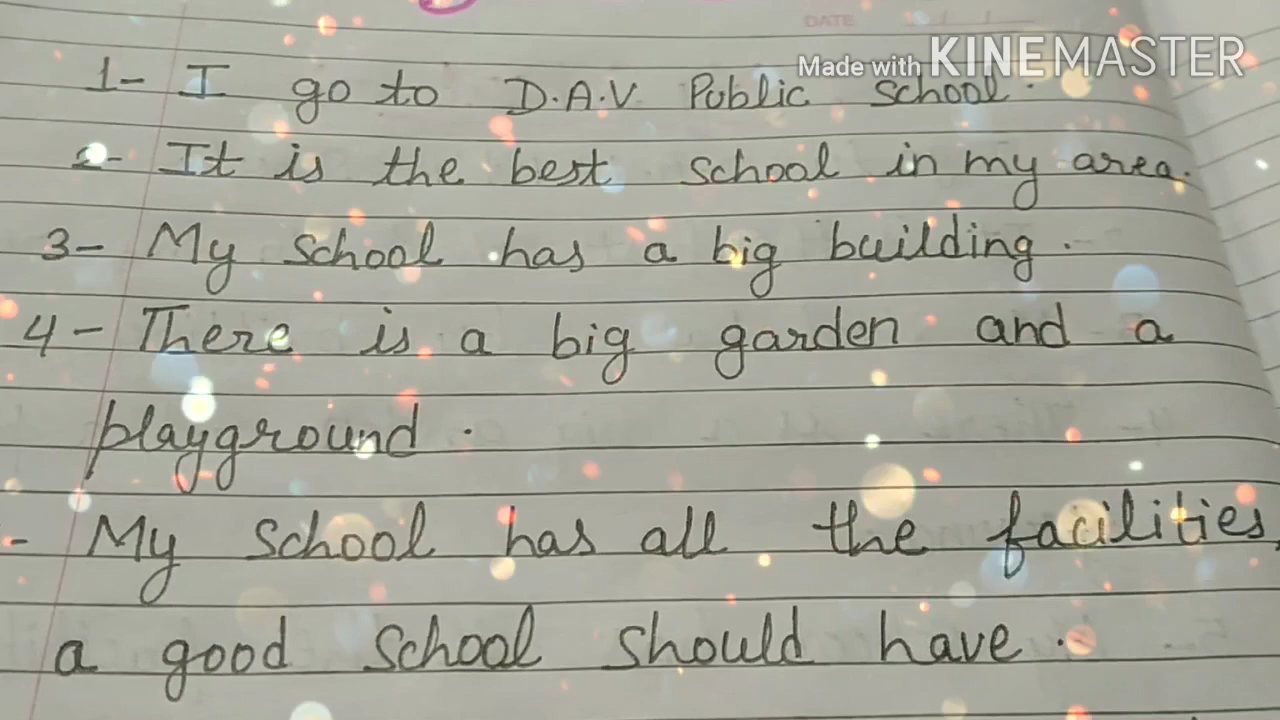 DATE
Made with KINEMASTER
1- I go to D.A.V Public School.
2- It is the best school in my area.
3- My School has a big building.
4- There is a big garden and a
playground.
- My School has all the facilities,
a good School should have.